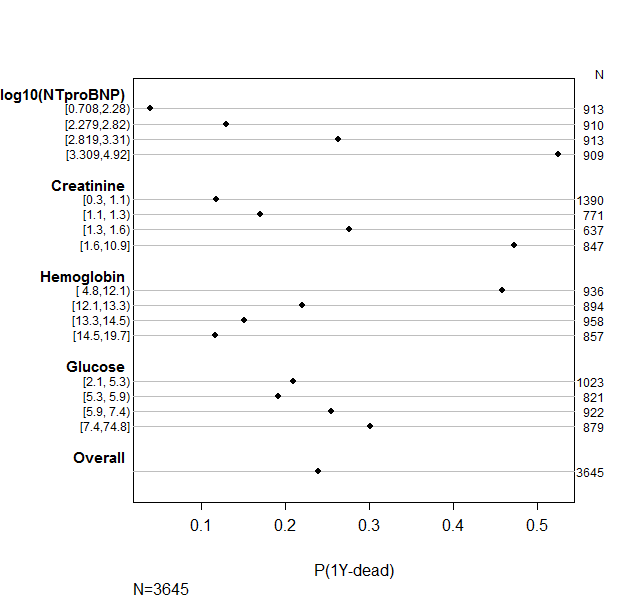 N
log10(NTproBNP)
[0.708,2.28) 913
[2.279,2.82) 910
[2.819,3.31) 913
[3.309,4.92] 909
Creatinine
[0.3, 1.1) 1390
[1.1, 1.3) 771
[1.3, 1.6) 637
[1.6,10.9] 847
Hemoglobin
[ 4.8,12.1) 936
[12.1,13.3) 894
[13.3,14.5) 958
[14.5,19.7] 857
Glucose
[2.1, 5.3) 1023
[5.3, 5.9) 821
[5.9, 7.4) 922
[7.4,74.8] 879
Overall
3645
0.1 0.2 0.3 0.4 0.5
P(1Y-dead)
N=3645